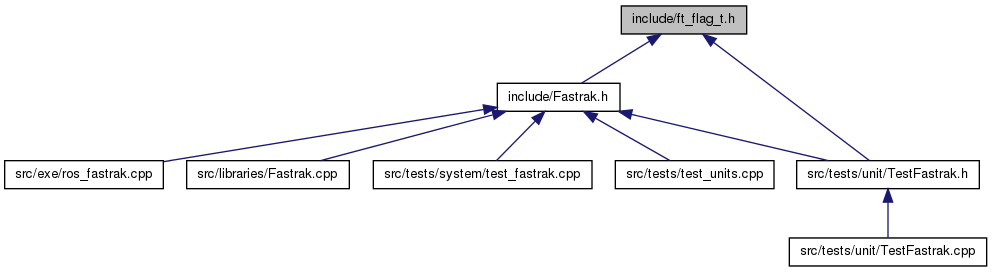 include/ft_flag_t.h
include/Fastrak.h
src/exe/ros_fastrak.cpp
src/libraries/Fastrak.cpp
src/tests/system/test_fastrak.cpp
src/tests/test_units.cpp
src/tests/unit/TestFastrak.h
src/tests/unit/TestFastrak.cpp